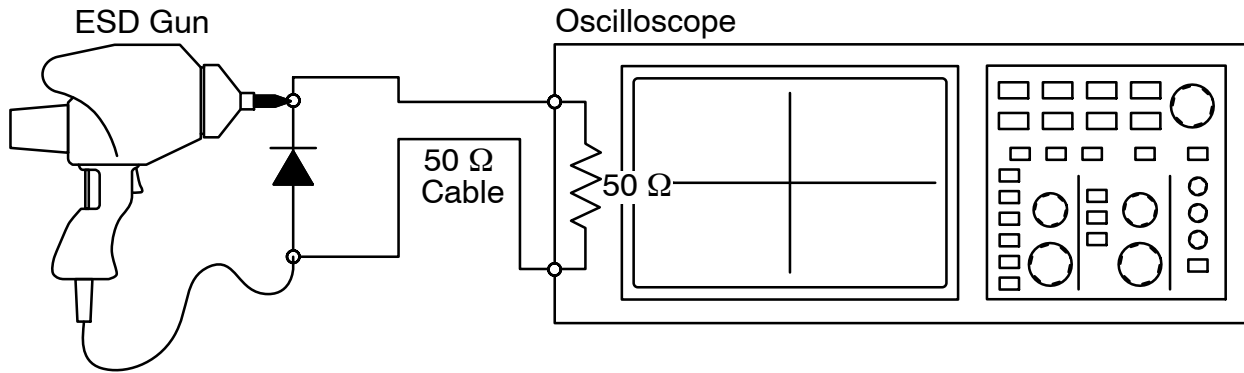 ESD Gun
Oscilloscope
50 Ω
Cable
50 Ω